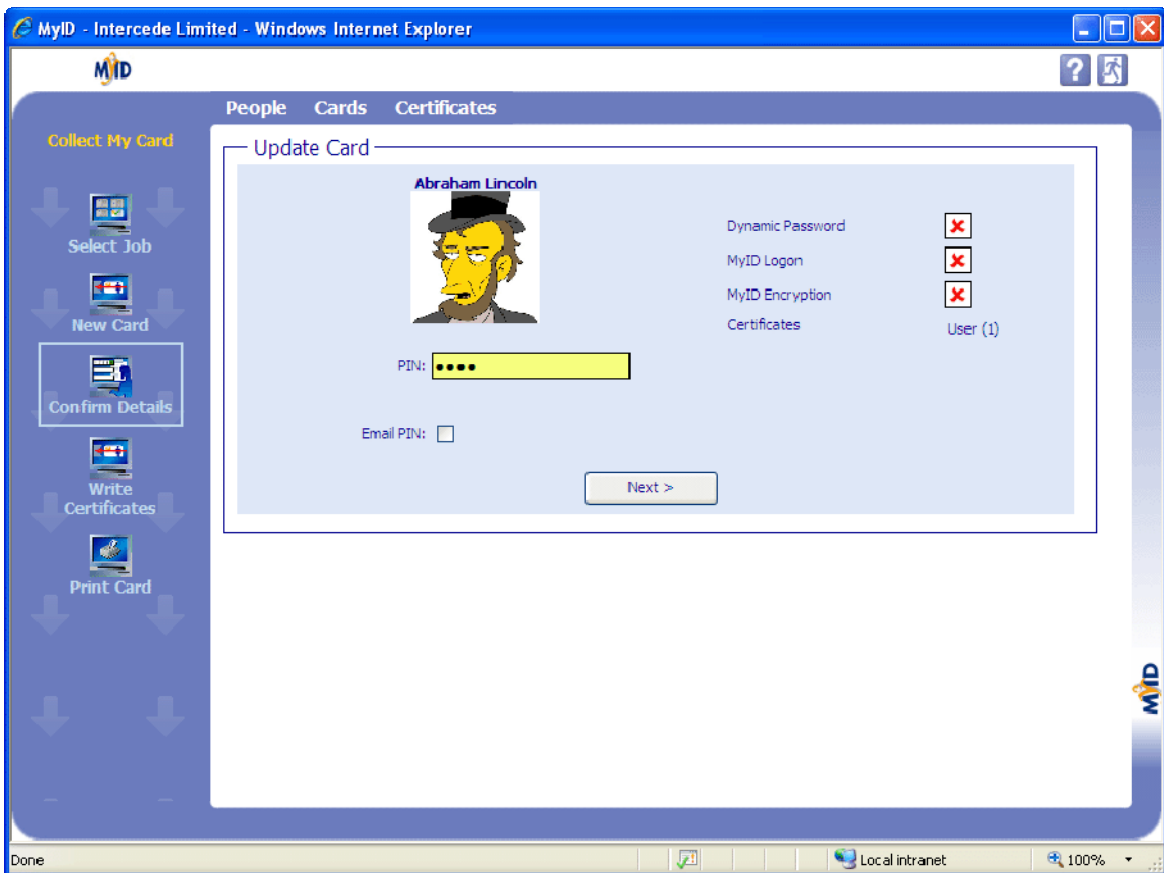 MyID - Intercede Limited - Windows Internet Explorer
MyID
?
People Cards Certificates
Collect My Card
Select Job
New Card
Confirm Details
Write
Certificates
Print Card
Update Card
Abraham Lincoln
Dynamic Password
MyID Logon
MyID Encryption
Certificates User (1)
PIN: ••••
Email PIN:
Next >
MyID
Done Local intranet 100%